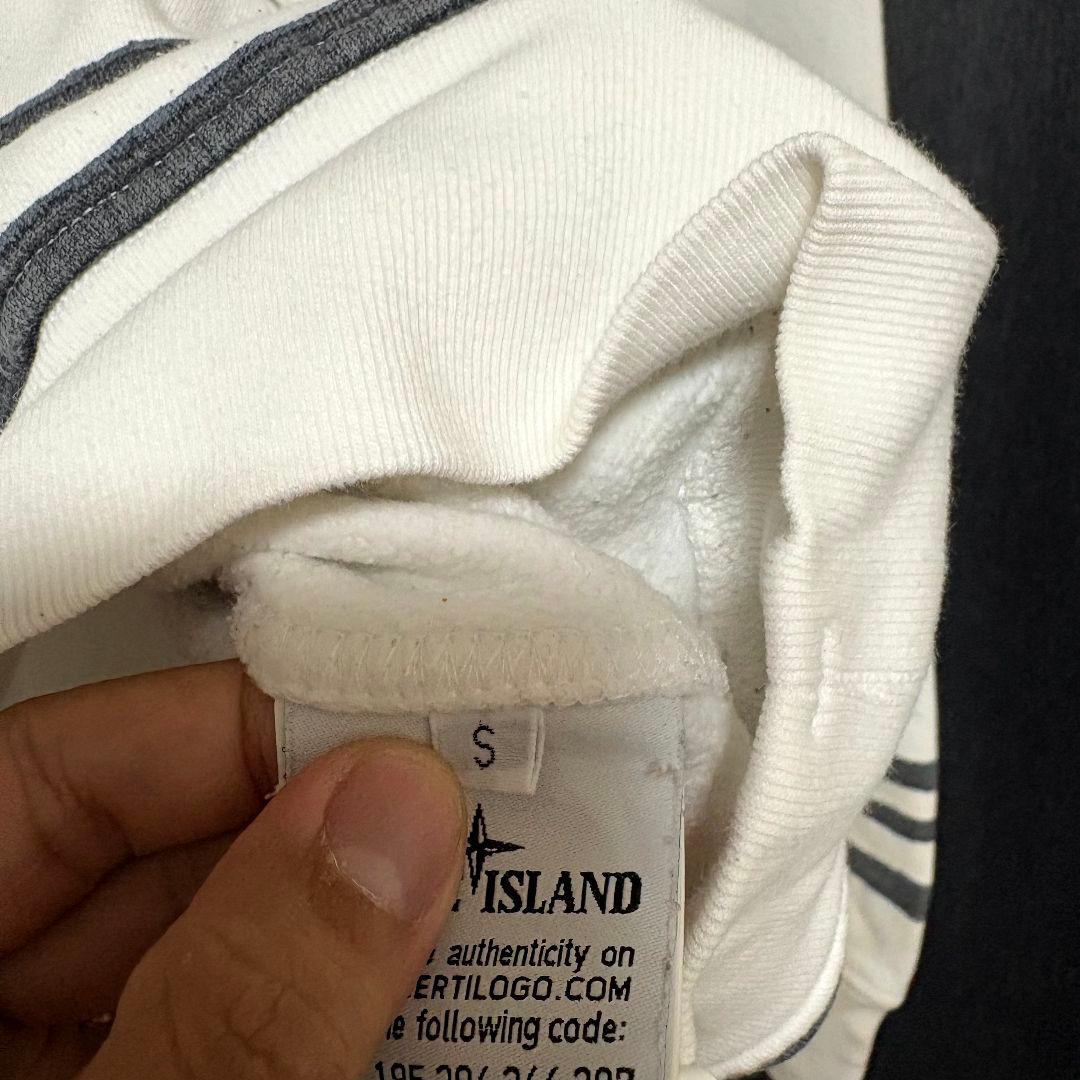 S
ISLAND
authenticity on
ERTILOGO.COM
following code: